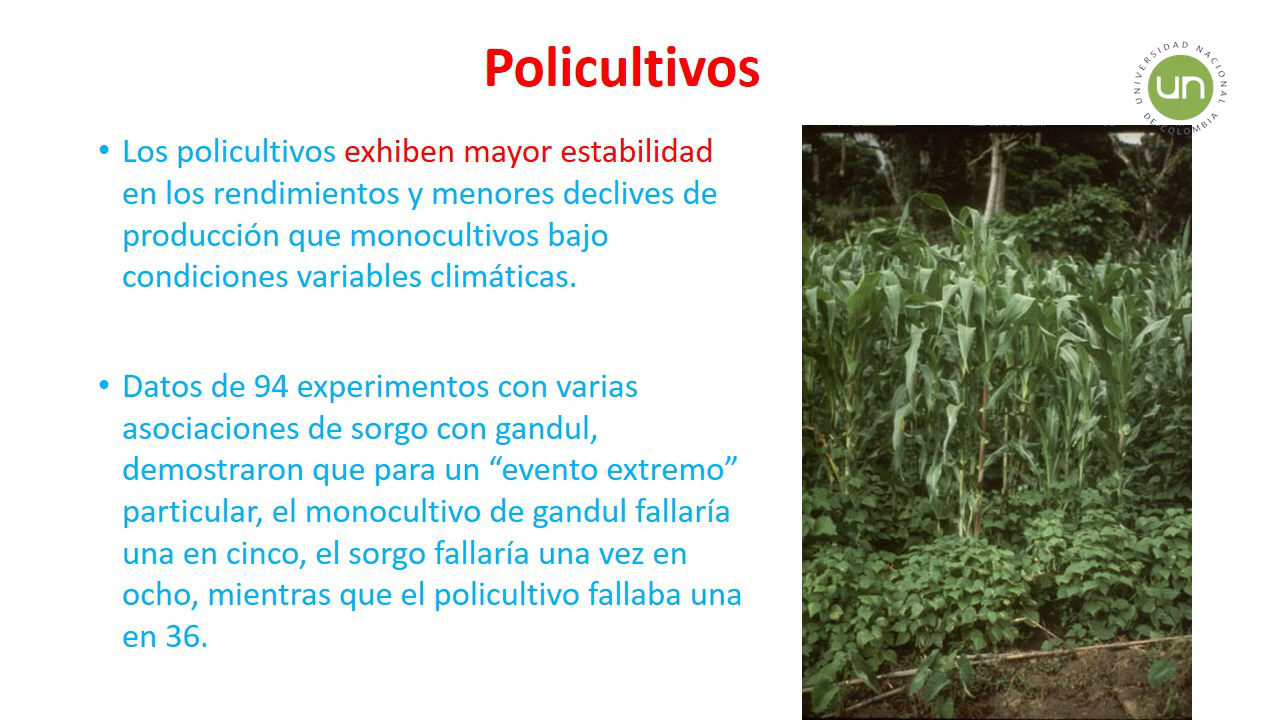 Policultivos
UNIVERSIDAD NACIONAL DE COLOMBIA
un
• Los policultivos exhiben mayor estabilidad
en los rendimientos y menores declives de
producción que monocultivos bajo
condiciones variables climáticas.
• Datos de 94 experimentos con varias
asociaciones de sorgo con gandul,
demostraron que para un “evento extremo”
particular, el monocultivo de gandul fallaría
una en cinco, el sorgo fallaría una vez en
ocho, mientras que el policultivo fallaba una
en 36.